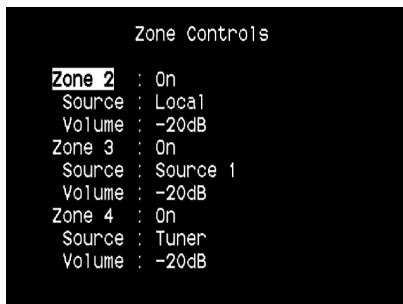 Zone Controls
Zone 2 : On
Source : Local
Volume : -20dB
Zone 3 : On
Source : Source 1
Volume : -20dB
Zone 4 : On
Source : Tuner
Volume : -20dB